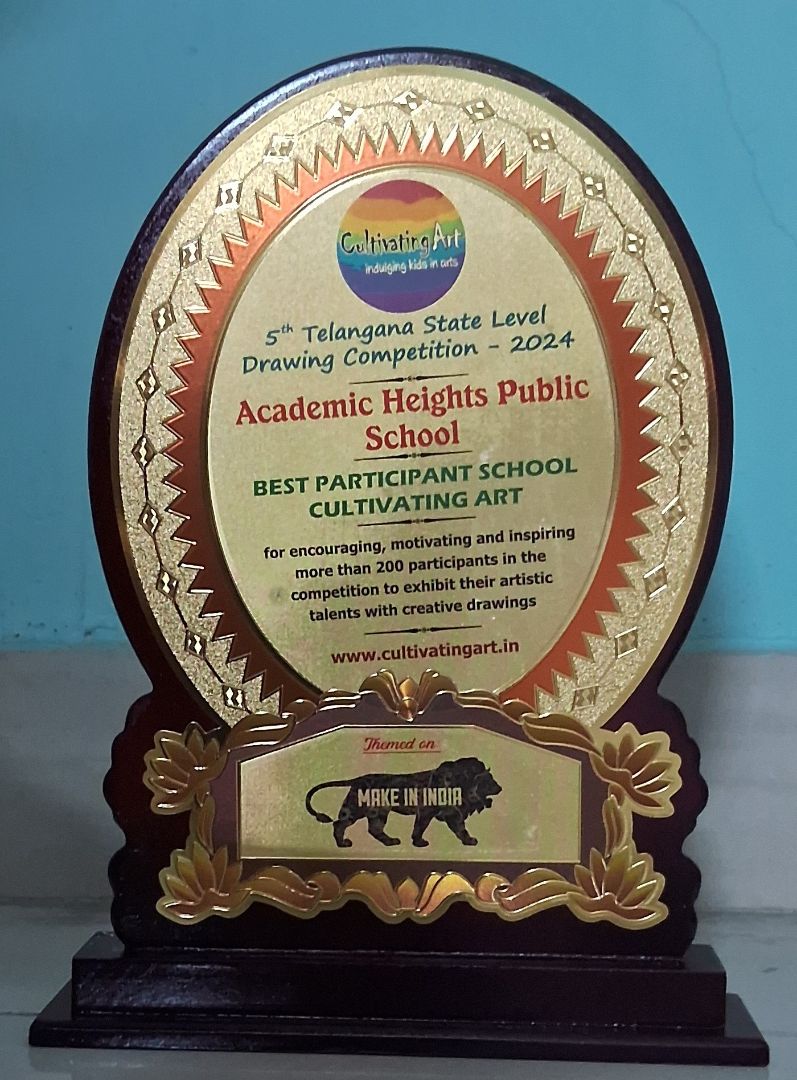 Cultivating Art
indulging kids in arts
5th Telangana State Level
Drawing Competition - 2024
Academic Heights Public
School
BEST PARTICIPANT SCHOOL
CULTIVATING ART
for encouraging, motivating and inspiring
more than 200 participants in the
competition to exhibit their artistic
talents with creative drawings
www.cultivatingart.in
Themed on
MAKE IN INDIA